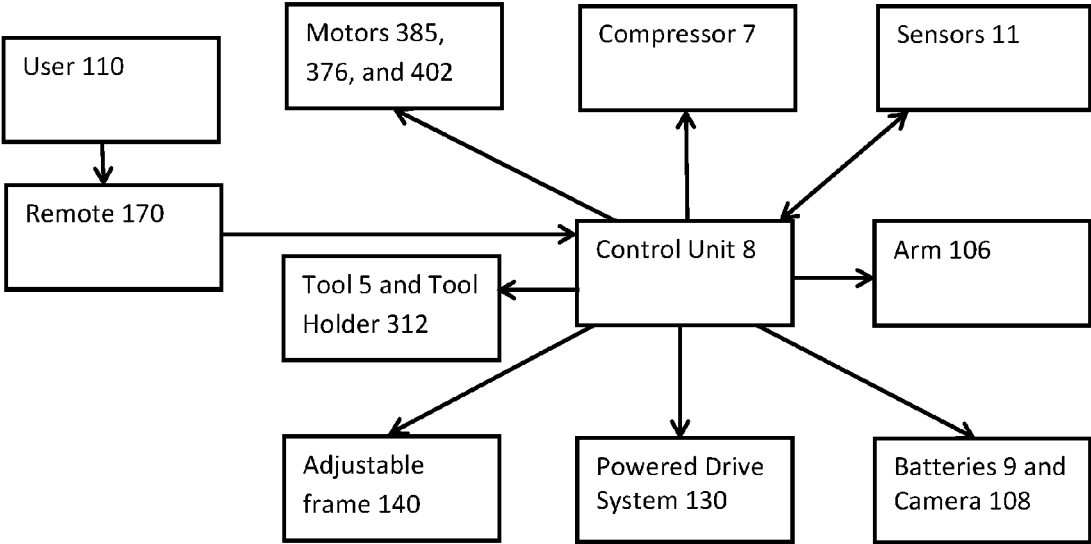 User 110
Motors 385,
376, and 402
Compressor 7
Sensors 11
Remote 170
Control Unit 8
Arm 106
Tool 5 and Tool
Holder 312
Adjustable
frame 140
Powered Drive
System 130
Batteries 9 and
Camera 108